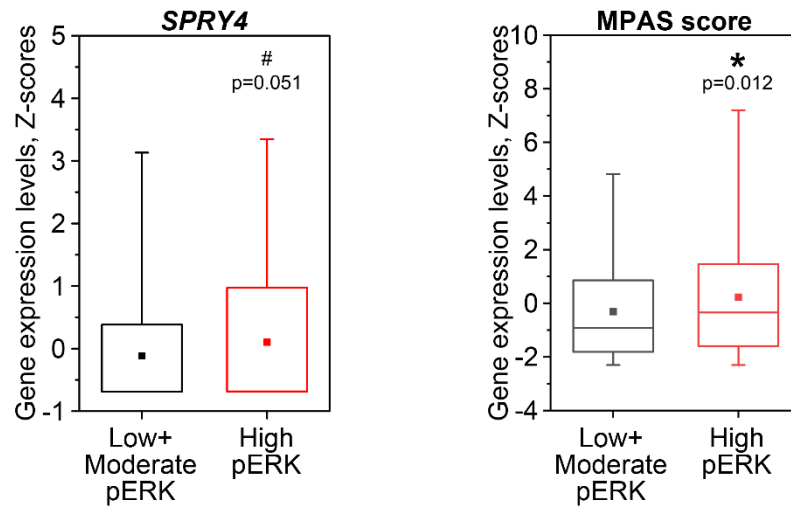 SPRY4
Gene expression levels, Z-scores
5
4
3
2
1
0
-1
#
p=0.051
Low+
Moderate
pERK
High
pERK
MPAS score
Gene expression levels, Z-scores
10
8
6
4
2
0
-2
-4
*
p=0.012
Low+
Moderate
pERK
High
pERK